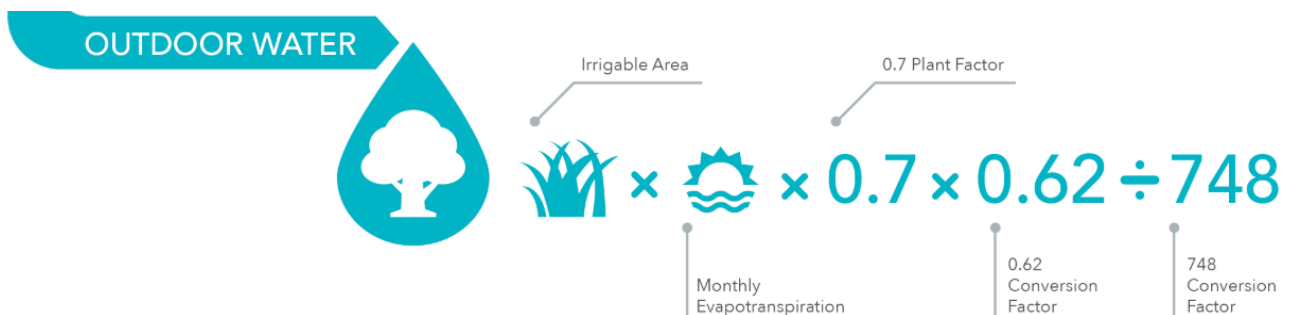 OUTDOOR WATER
Irrigable Area
0.7 Plant Factor
× × 0.7 × 0.62 ÷ 748
Monthly
Evapotranspiration
0.62
Conversion
Factor
748
Conversion
Factor